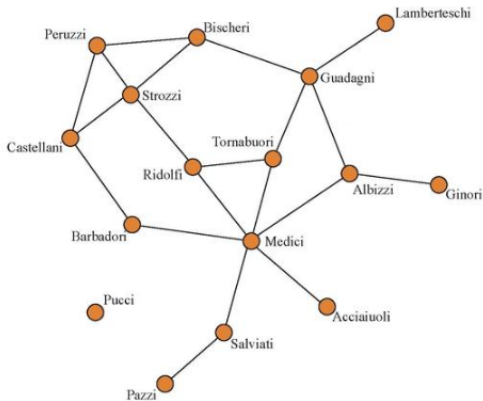 Lamberteschi
Bischeri
Peruzzi
Guadagni
Strozzi
Tornabuori
Castellani
Ridolfi
Albizzi
Ginori
Barbadori
Medici
Pucci
Acciaiuoli
Salviati
Pazzi